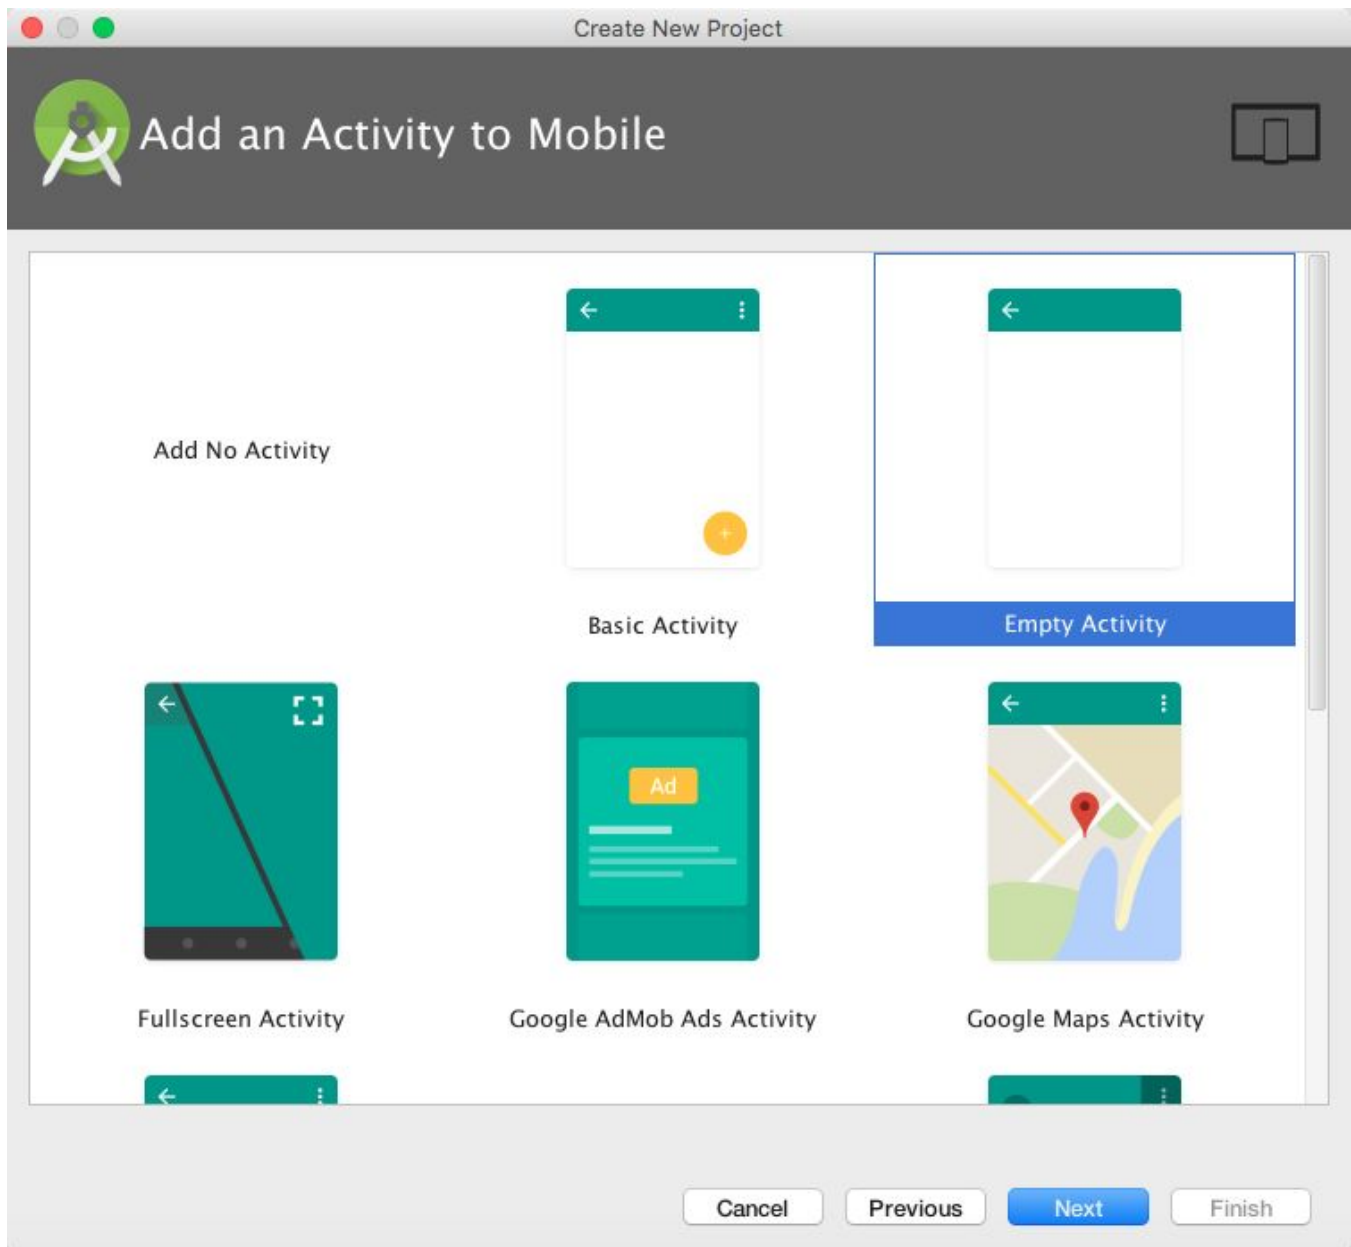 Create New Project
Add an Activity to Mobile
Add No Activity
Basic Activity
Empty Activity
Ad
Fullscreen Activity
Google AdMob Ads Activity
Google Maps Activity
Cancel
Previous
Next
Finish